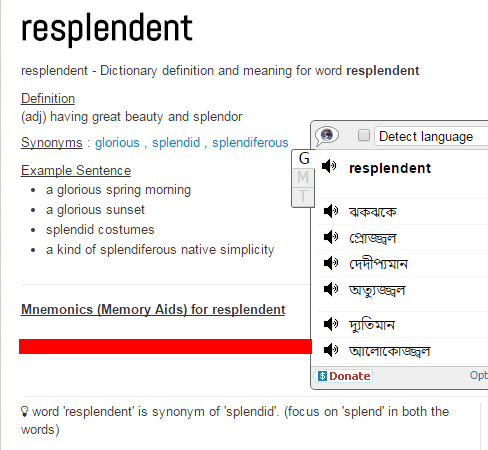 resplendent
resplendent - Dictionary definition and meaning for word resplendent
Definition
(adj) having great beauty and splendor
Synonyms : glorious , splendid , splendiferous
Example Sentence
a glorious spring morning
a glorious sunset
splendid costumes
a kind of splendiferous native simplicity
Mnemonics (Memory Aids) for resplendent
word 'resplendent' is synonym of 'splendid'. (focus on 'splend' in both the
words)
Detect language
G
M
T
resplendent
ঝকঝকে
প্রোজ্জ্বল
দেদীপ্যমান
অত্যুজ্জ্বল
দ্যুতিমান
আলোকোজ্জ্বল
$ Donate
Opt